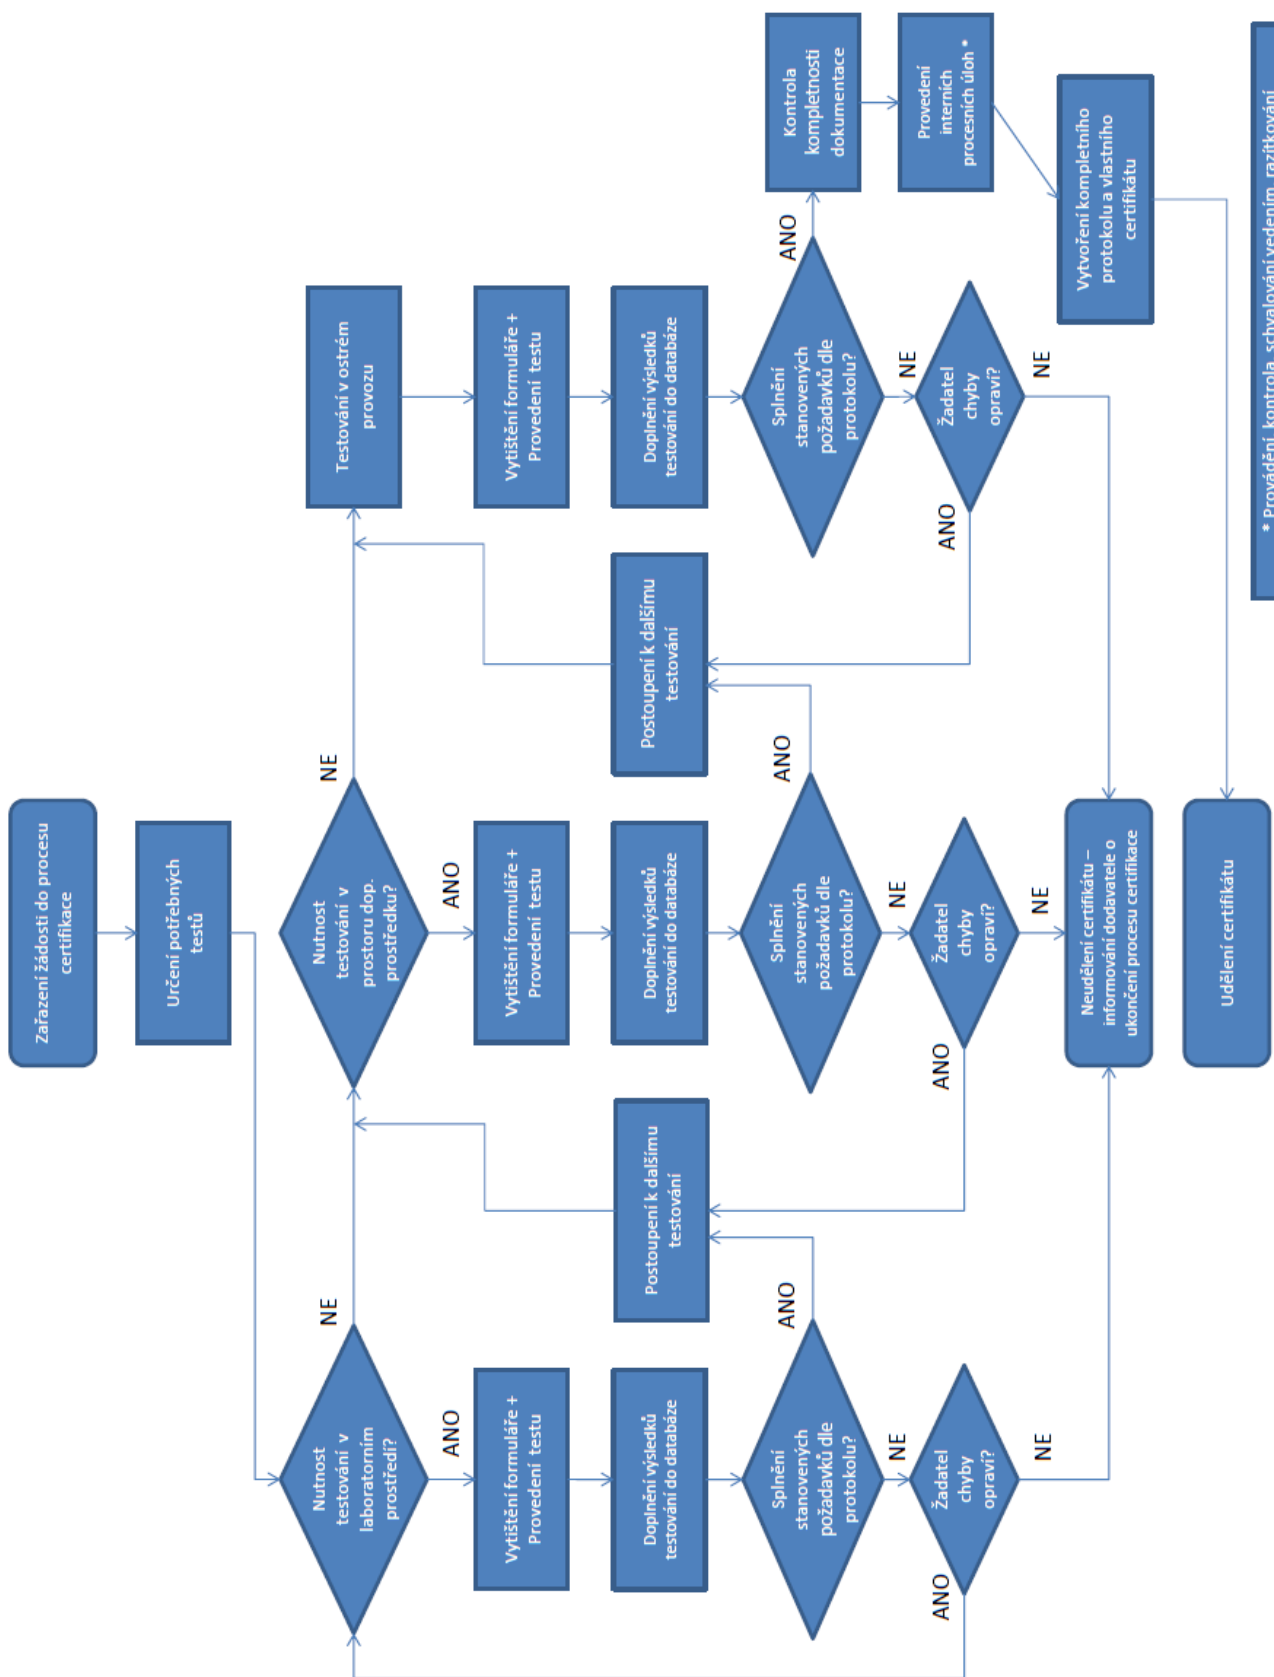 Zařazení žádosti do procesu
certifikace
Určení potřebných
testů
Nutnost
testování v
laboratorním
prostředí?
NE
ANO
Vytištění formuláře +
Provedení testu
Doplnění výsledků
testování do databáze
Splnění
stanovených
požadavků dle
protokolu?
ANO
NE
Žadatel
chyby
opraví?
ANO
NE
Postoupení k dalšímu
testování
Nutnost
testování v
prostoru dop.
prostředku?
NE
ANO
Vytištění formuláře +
Provedení testu
Doplnění výsledků
testování do databáze
Splnění
stanovených
požadavků dle
protokolu?
ANO
NE
Žadatel
chyby
opraví?
ANO
NE
Postoupení k dalšímu
testování
Testování v ostrém
provozu
Vytištění formuláře +
Provedení testu
Doplnění výsledků
testování do databáze
Splnění
stanovených
požadavků dle
protokolu?
ANO
NE
Žadatel
chyby
opraví?
ANO
NE
Kontrola
kompletnosti
dokumentace
Provedení
interních
procesních úloh *
Vytvoření kompletního
protokolu a vlastního
certifikátu
Neudělení certifikátu –
informování dodavatele o
ukončení procesu certifikace
Udělení certifikátu
* Provádění, kontrola, schvalování vedením, razítkování